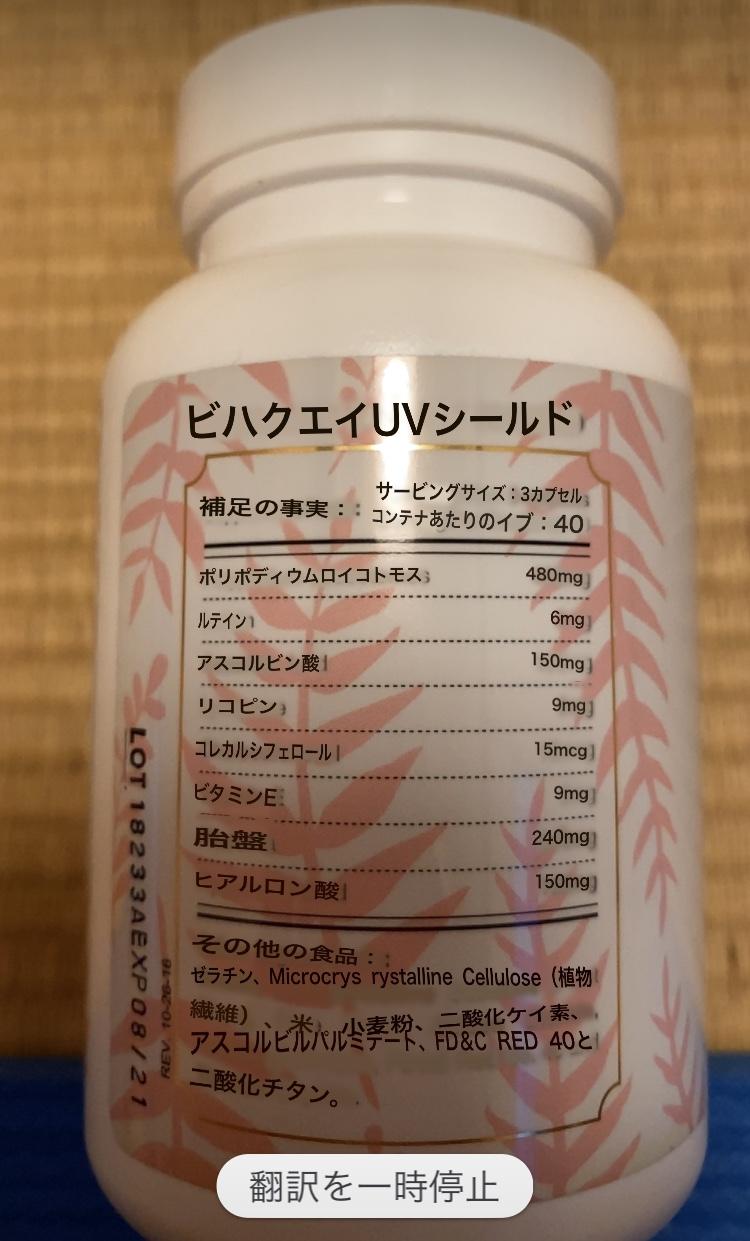 ビハクエイUVシールド
補足の事実：
サービングサイズ：3カプセル
コンテナあたりのイブ：40
ポリポディウムロイコトモス 480mg
ルテイン 6mg
アスコルビン酸 150mg
リコピン 9mg
コレカルシフェロール 15mcg
ビタミンE 9mg
胎盤 240mg
ヒアルロン酸 150mg
その他の食品：
ゼラチン、Microcrys rystalline Cellulose（植物
繊維）、米 小麦粉、二酸化ケイ素、
アスコルビルパルミテート、FD&C RED 40と
二酸化チタン。
LOT 18233AEXP08/21
REV. 10-26-16
翻訳を一時停止